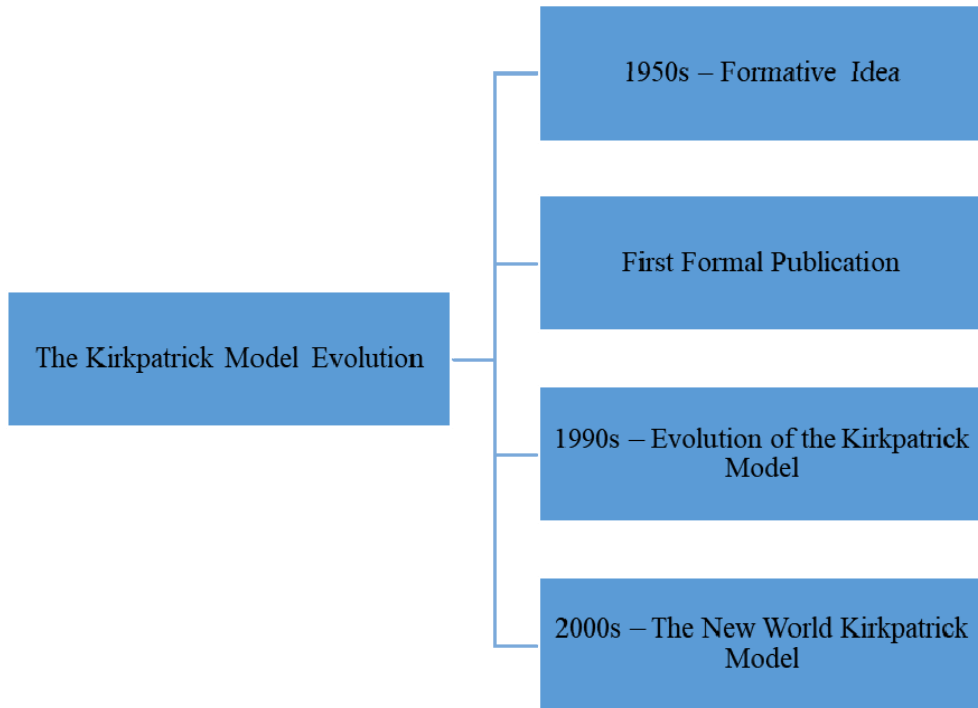 The Kirkpatrick Model Evolution
1950s – Formative Idea
First Formal Publication
1990s – Evolution of the Kirkpatrick
Model
2000s – The New World Kirkpatrick
Model